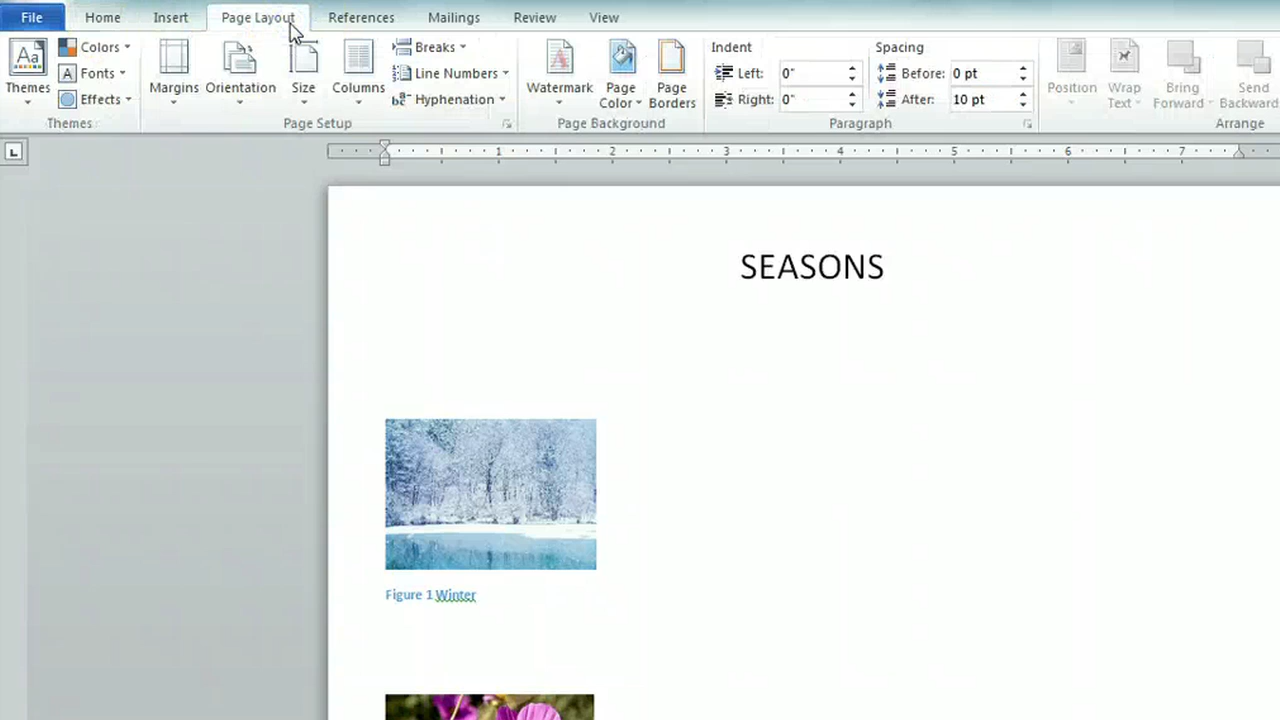 File Home Insert Page Layout References Mailings Review View
Aa Colors Breaks Indent Spacing
A Fonts Line Numbers Left: 0" Before: 0 pt
Themes Margins Orientation Size Columns Watermark Page Color Page Borders Position Wrap Text Bring Forward Send Backward
Effects bc Hyphenation Right: 0" After: 10 pt
Themes Page Setup Page Background Paragraph Arrange
L 1 2 3 4 5 6 7
SEASONS
Figure 1 Winter